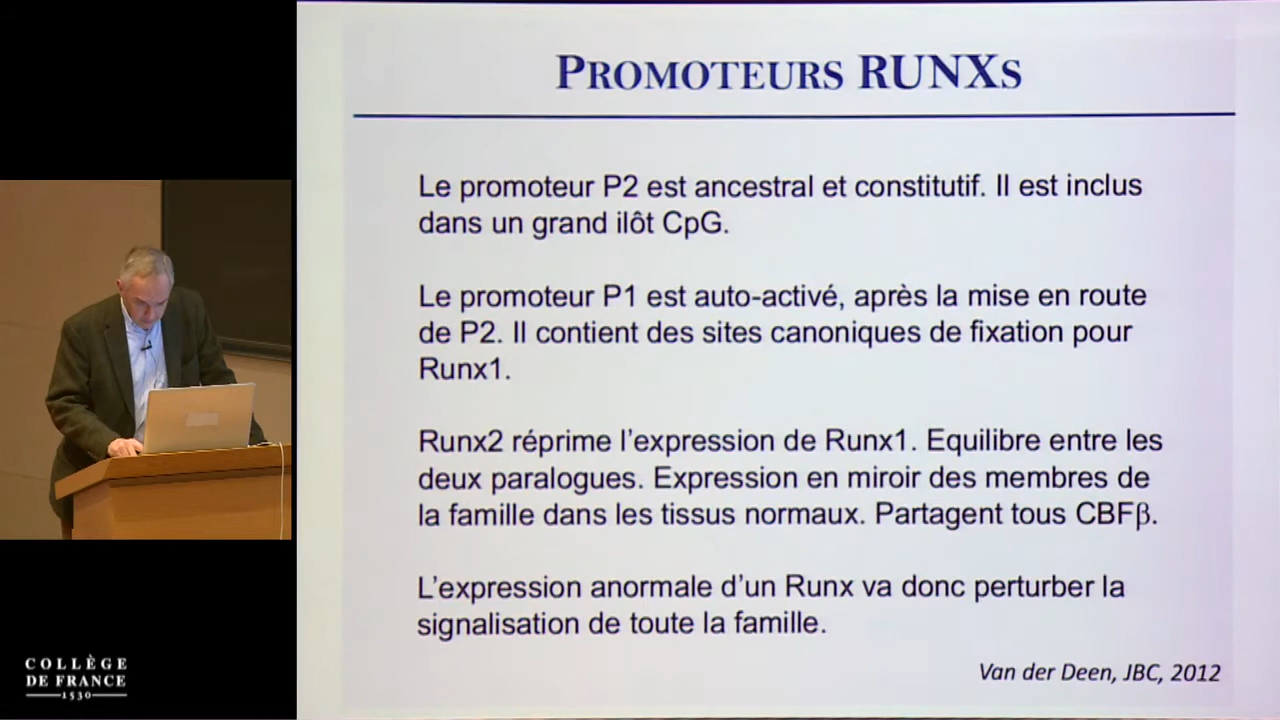 PROMOTEURS RUNXS
Le promoteur P2 est ancestral et constitutif. Il est inclus
dans un grand ilôt CpG.
Le promoteur P1 est auto-activé, après la mise en route
de P2. Il contient des sites canoniques de fixation pour
Runx1.
Runx2 réprime l’expression de Runx1. Equilibre entre les
deux paralogues. Expression en miroir des membres de
la famille dans les tissus normaux. Partagent tous CBFβ.
L’expression anormale d’un Runx va donc perturber la
signalisation de toute la famille.
Van der Deen, JBC, 2012
COLLÈGE
DE FRANCE
1530